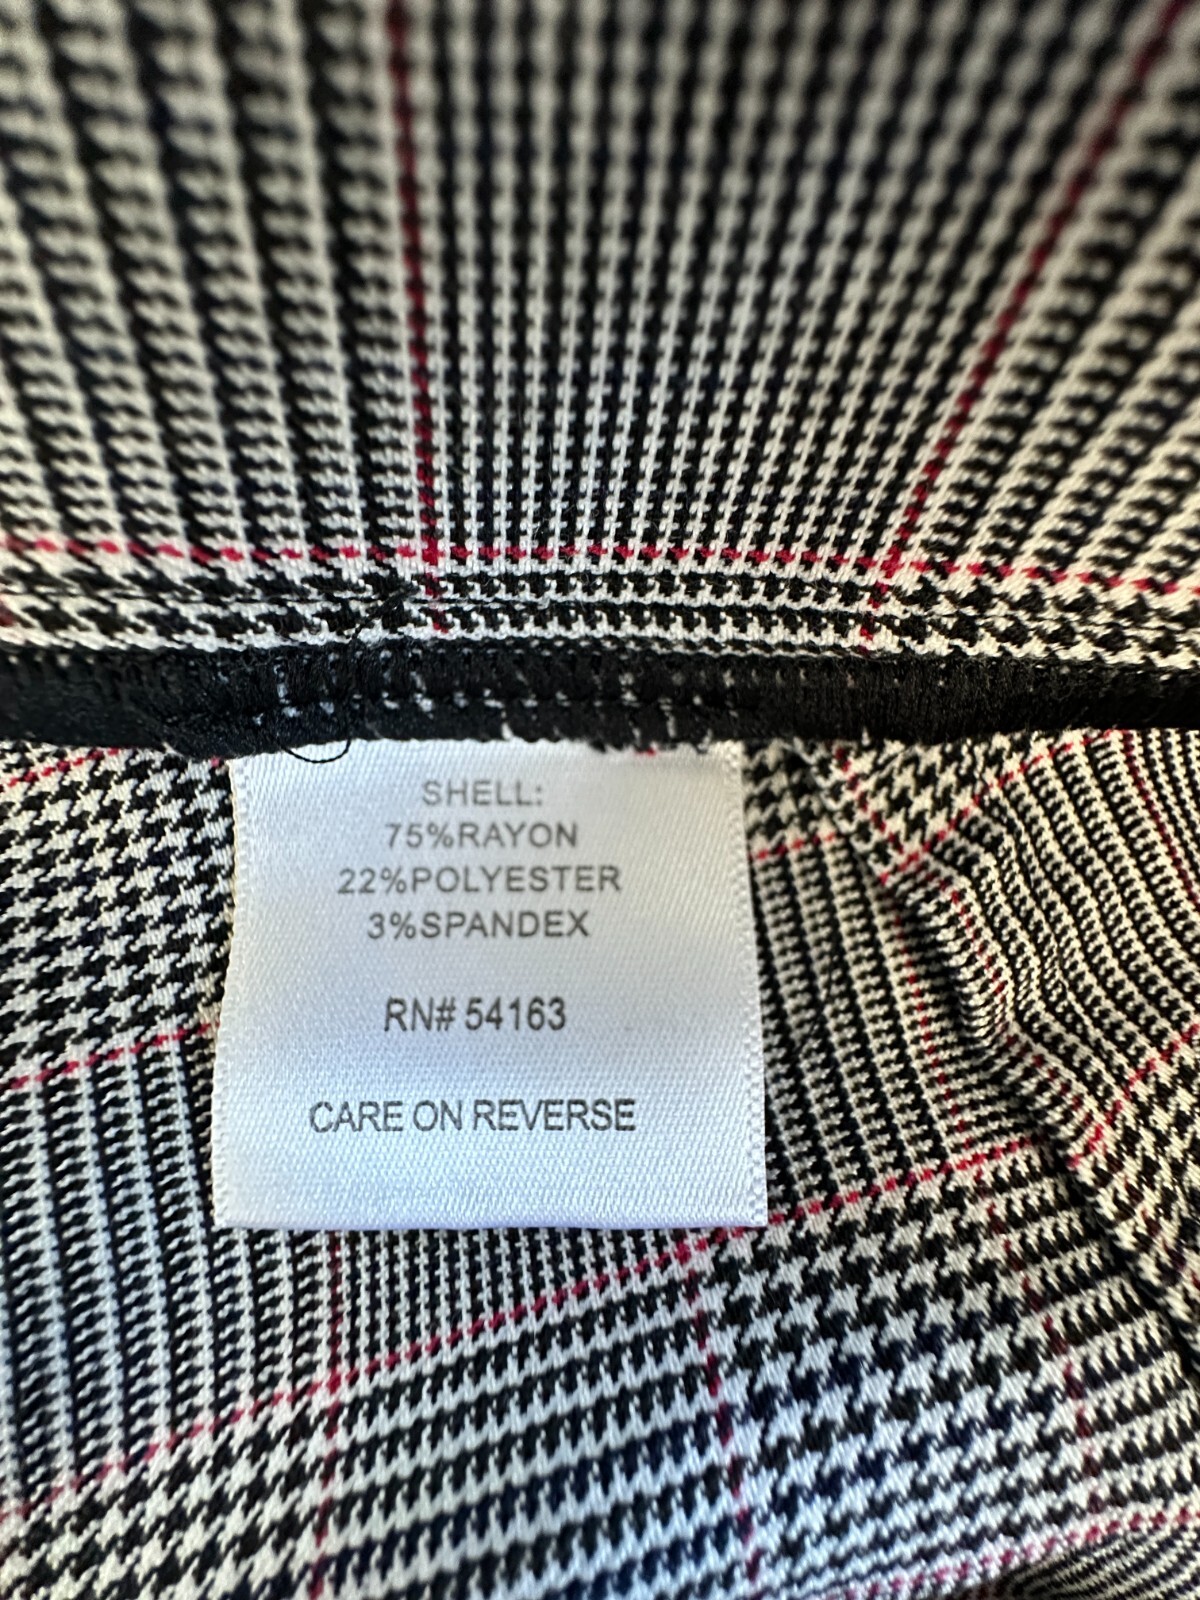 SHELL:
75%RAYON
22%POLYESTER
3%SPANDEX
RN# 54163
CARE ON REVERSE